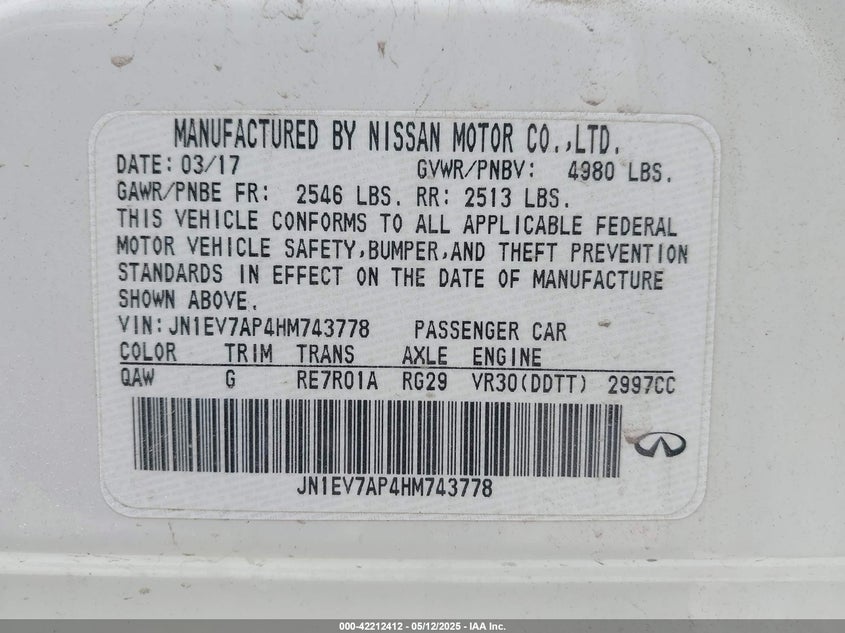 MANUFACTURED BY NISSAN MOTOR CO.,LTD.
DATE: 03/17 GVWR/PNBV: 4980 LBS.
GAWR/PNBE FR: 2546 LBS. RR: 2513 LBS.
THIS VEHICLE CONFORMS TO ALL APPLICABLE FEDERAL
MOTOR VEHICLE SAFETY,BUMPER,AND THEFT PREVENTION
STANDARDS IN EFFECT ON THE DATE OF MANUFACTURE
SHOWN ABOVE.
VIN: JN1EV7AP4HM743778 PASSENGER CAR
COLOR TRIM TRANS AXLE ENGINE
QAW G RE7R01A RG29 VR30(DDTT) 2997CC
JN1EV7AP4HM743778
000-42212412 - 05/12/2025 - IAA Inc.